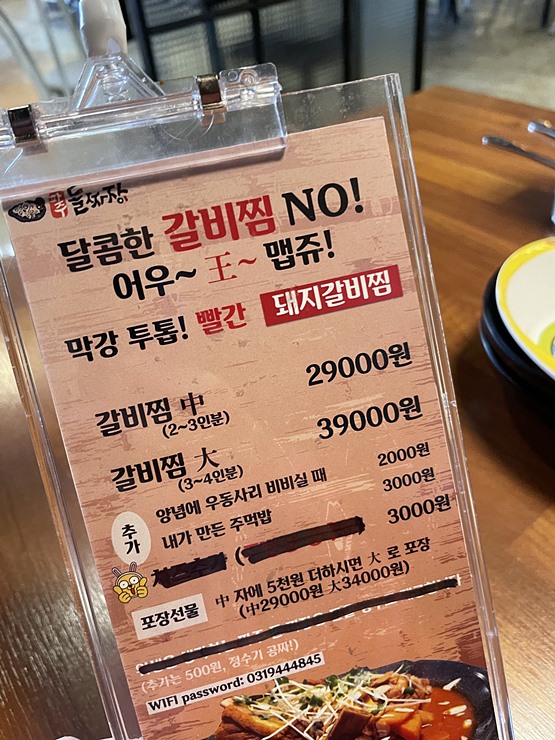 돌짜장
달콤한 갈비찜 NO!
어우~ 王~ 맵쥬!
막강 투톱! 빨간 돼지갈비찜
갈비찜 中 29000원
(2~3인분)
갈비찜 大 39000원
(3~4인분)
추가
양념에 우동사리 비비실 때 2000원
내가 만든 주먹밥 3000원
3000원
포장선물
中 자에 5천원 더하시면 大 로 포장
(中29000원 大34000원)
(추가는 500원, 정수기 공짜!)
WIFI password: 0319444845